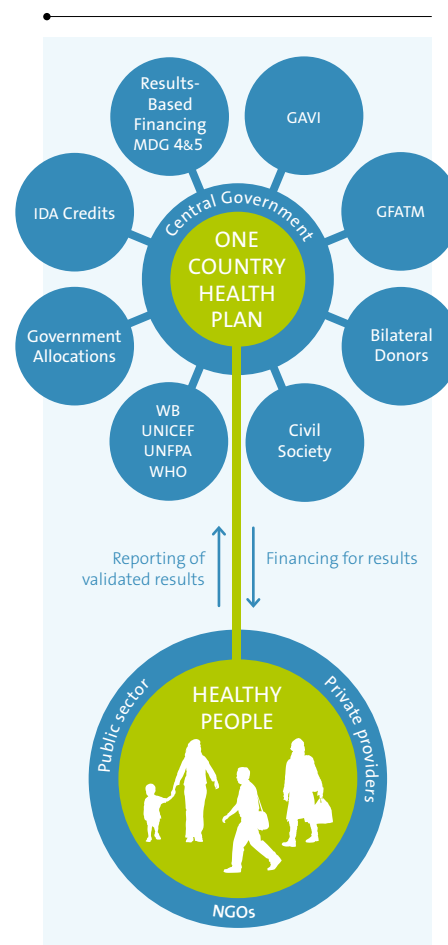 Results-
Based
Financing
MDG 4&5
GAVI
IDA Credits
GFATM
Central Government
ONE
COUNTRY
HEALTH
PLAN
Government
Allocations
Bilateral
Donors
WB
UNICEF
UNFPA
WHO
Civil
Society
Reporting of
validated results
Financing for results
HEALTHY
PEOPLE
Public sector
Private providers
NGOs